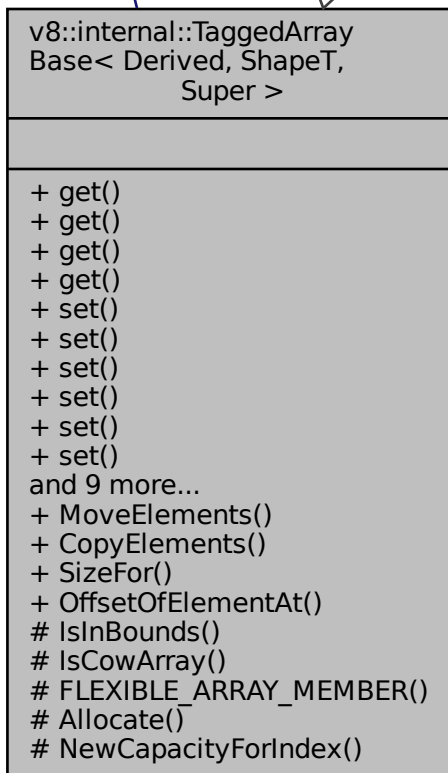 v8::internal::TaggedArray
Base< Derived, ShapeT,
Super >
+ get()
+ get()
+ get()
+ get()
+ set()
+ set()
+ set()
+ set()
+ set()
+ set()
and 9 more...
+ MoveElements()
+ CopyElements()
+ SizeFor()
+ OffsetOfElementAt()
# IsInBounds()
# IsCowArray()
# FLEXIBLE_ARRAY_MEMBER()
# Allocate()
# NewCapacityForIndex()